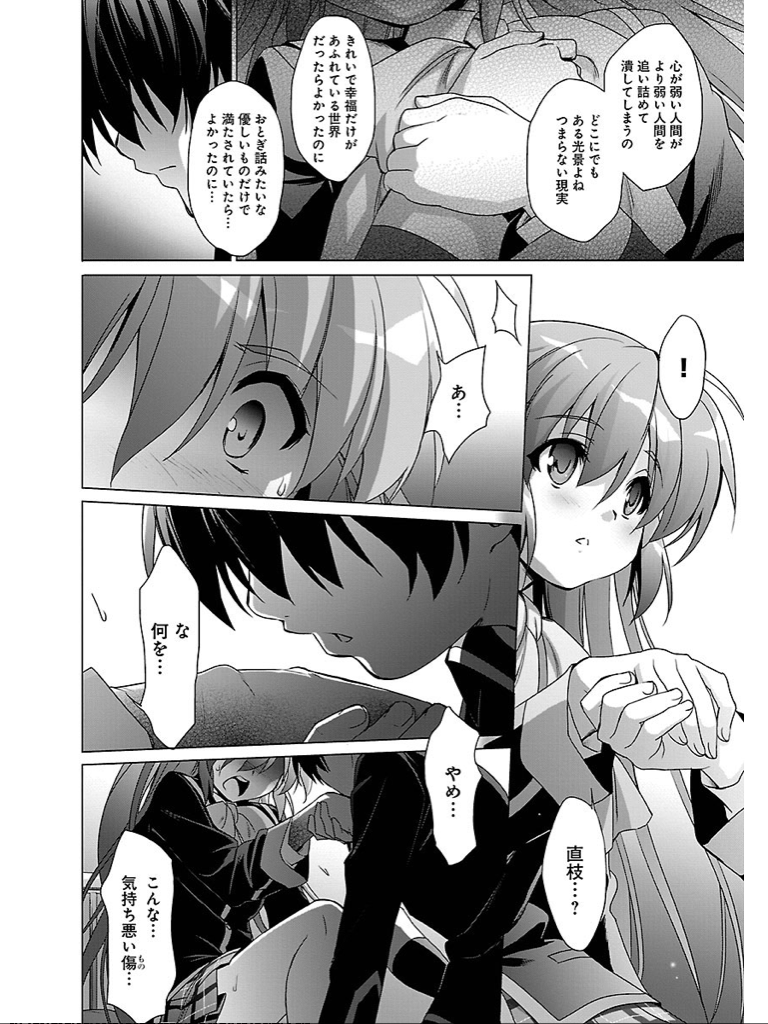 心が弱い人間が
より弱い人間を
追い詰めて
潰してしまうの
どこにでも
ある光景よね
つまらない現実
きれいで幸福だけが
あふれている世界
だったらよかったのに
おとぎ話みたいな
優しいものだけで
満たされていたら…
よかったのに…
！
直枝…？
あ…
な
何を…
やめ…
こんな…
気持ち悪い傷…
もの